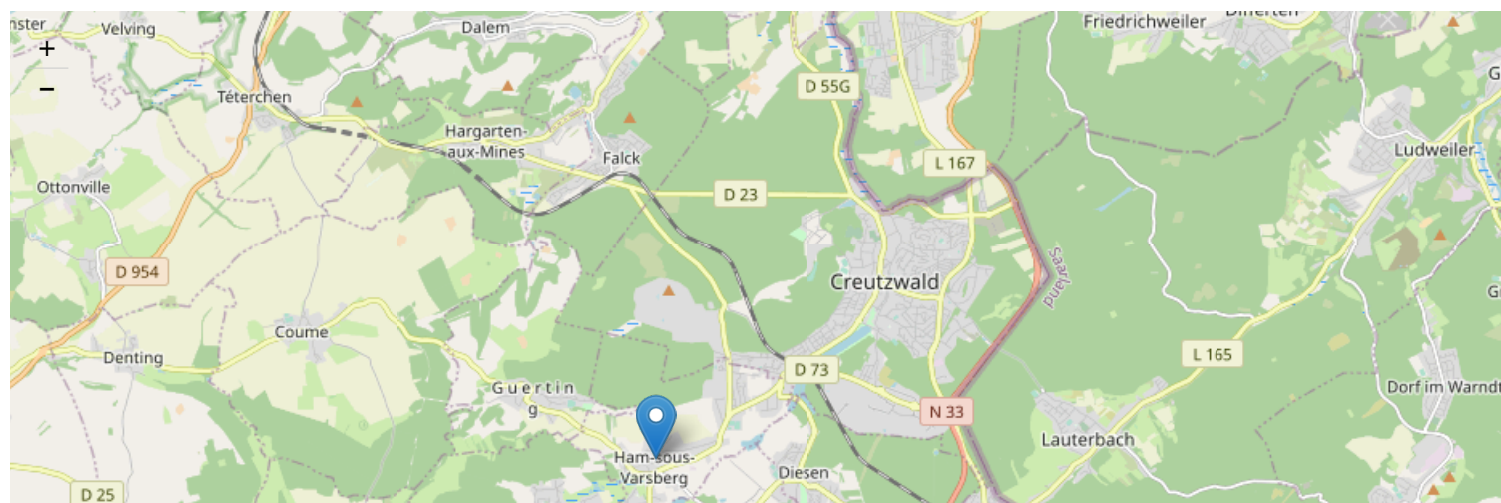 nster
Velving
Dalem
Friedrichweiler
Differten
+
−
D 55G
Téterchen
Hargarten-
aux-Mines
Falck
L 167
Ludweiler
Ottonville
D 23
D 954
Creutzwald
Saarland
Coume
Denting
D 73
L 165
Guertin
g
Dorf im Warndt
N 33
Ham-sous-
Varsberg
Lauterbach
Diesen
D 25